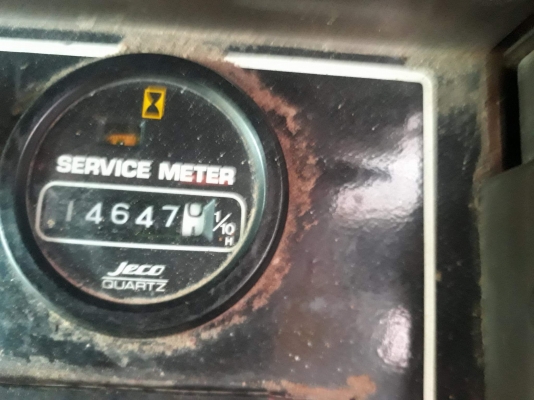 SERVICE METER
14647 1/10
H
Jeco
QUARTZ